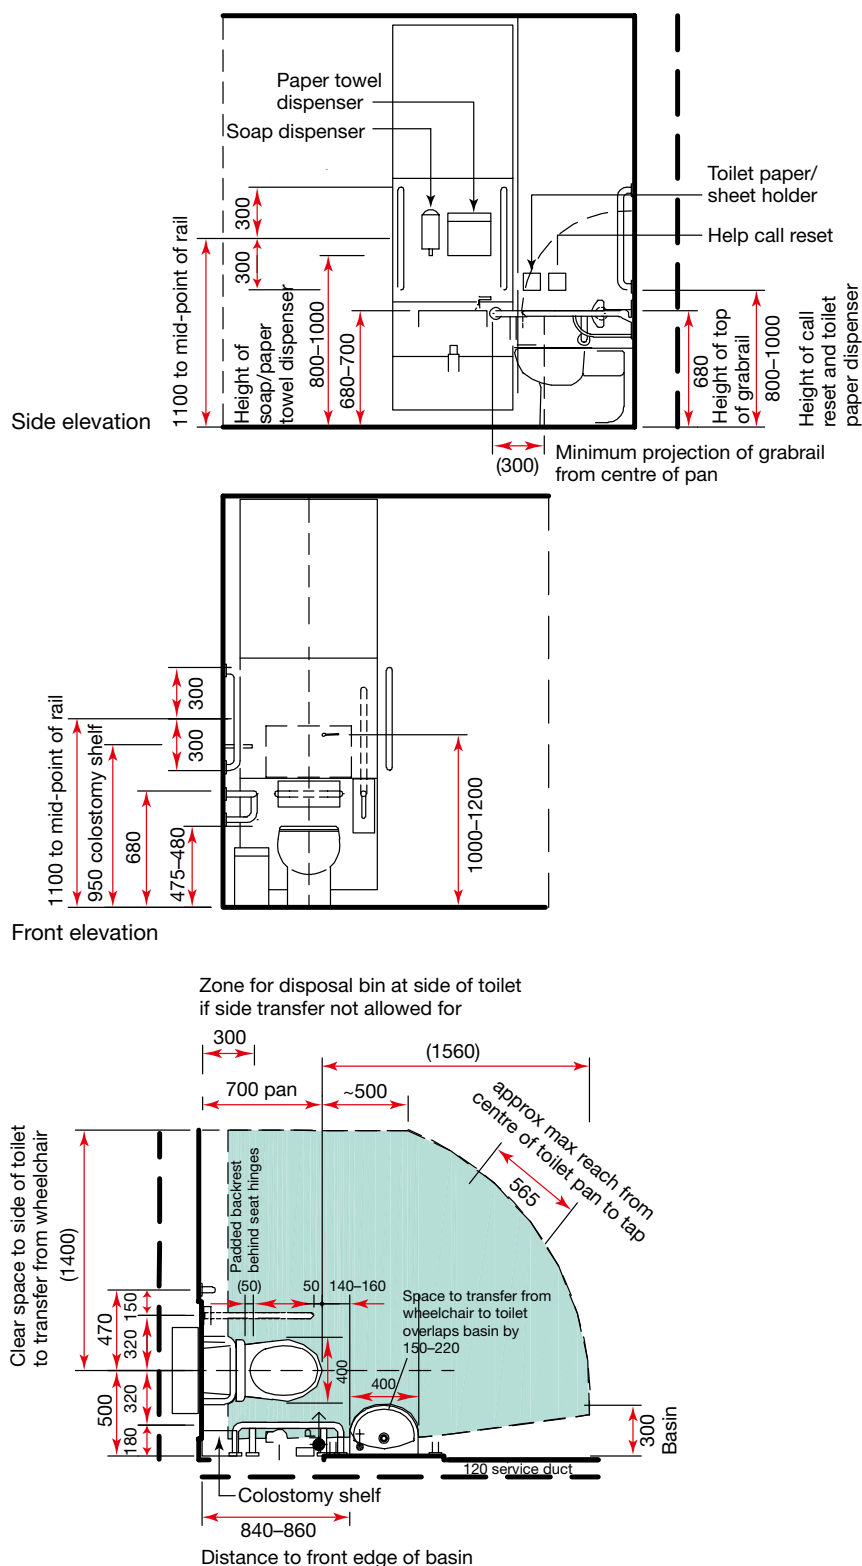 Paper towel
dispenser
Soap dispenser
Toilet paper/
sheet holder
Help call reset
300
300
1100 to mid-point of rail
Height of
soap/paper
towel dispenser
800–1000
680–700
680
Height of top
of grabrail
800–1000
Height of call
reset and toilet
paper dispenser
Side elevation
(300)
Minimum projection of grabrail
from centre of pan
300
300
1100 to mid-point of rail
950 colostomy shelf
680
475–480
1000–1200
Front elevation
Zone for disposal bin at side of toilet
if side transfer not allowed for
300
(1560)
700 pan
~500
approx max reach from
centre of toilet pan to tap
565
Clear space to side of toilet
to transfer from wheelchair
(1400)
Padded backrest
behind seat hinges
(50)
50
140–160
Space to transfer from
wheelchair to toilet
overlaps basin by
150–220
470
150
320
400
400
500
320
180
300
Basin
120 service duct
Colostomy shelf
840–860
Distance to front edge of basin